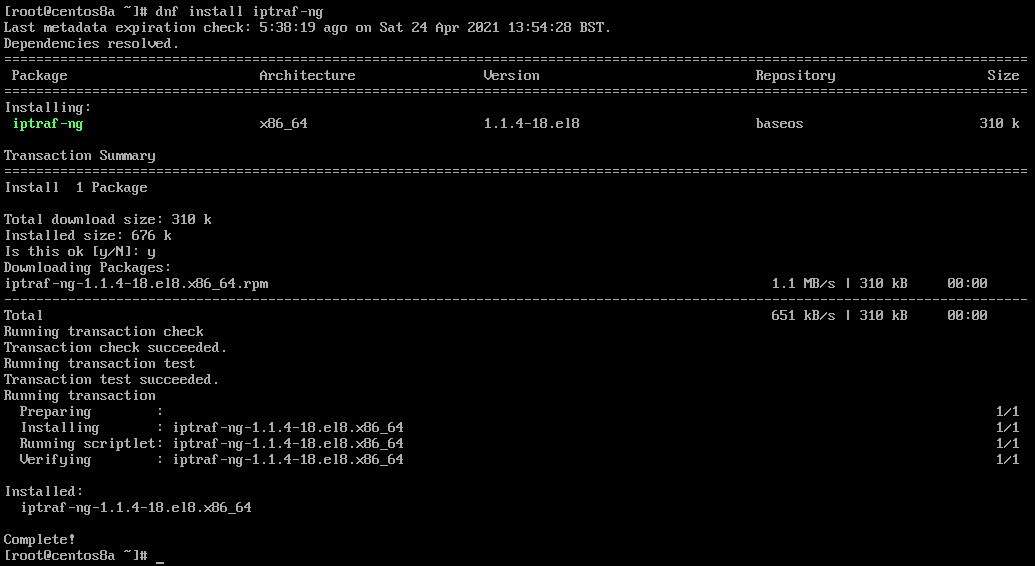 [root@centos8a ~]# dnf install iptraf-ng
Last metadata expiration check: 5:38:19 ago on Sat 24 Apr 2021 13:54:28 BST.
Dependencies resolved.
================================================================================================================================
 Package                        Architecture                Version                           Repository                   Size
================================================================================================================================
Installing:
 iptraf-ng                      x86_64                      1.1.4-18.el8                      baseos                      310 k

Transaction Summary
================================================================================================================================
Install  1 Package

Total download size: 310 k
Installed size: 676 k
Is this ok [y/N]: y
Downloading Packages:
iptraf-ng-1.1.4-18.el8.x86_64.rpm                                                               1.1 MB/s | 310 kB     00:00
--------------------------------------------------------------------------------------------------------------------------------
Total                                                                                           651 kB/s | 310 kB     00:00
Running transaction check
Transaction check succeeded.
Running transaction test
Transaction test succeeded.
Running transaction
  Preparing        :                                                                                                        1/1
  Installing       : iptraf-ng-1.1.4-18.el8.x86_64                                                                          1/1
  Running scriptlet: iptraf-ng-1.1.4-18.el8.x86_64                                                                          1/1
  Verifying        : iptraf-ng-1.1.4-18.el8.x86_64                                                                          1/1

Installed:
  iptraf-ng-1.1.4-18.el8.x86_64

Complete!
[root@centos8a ~]# _